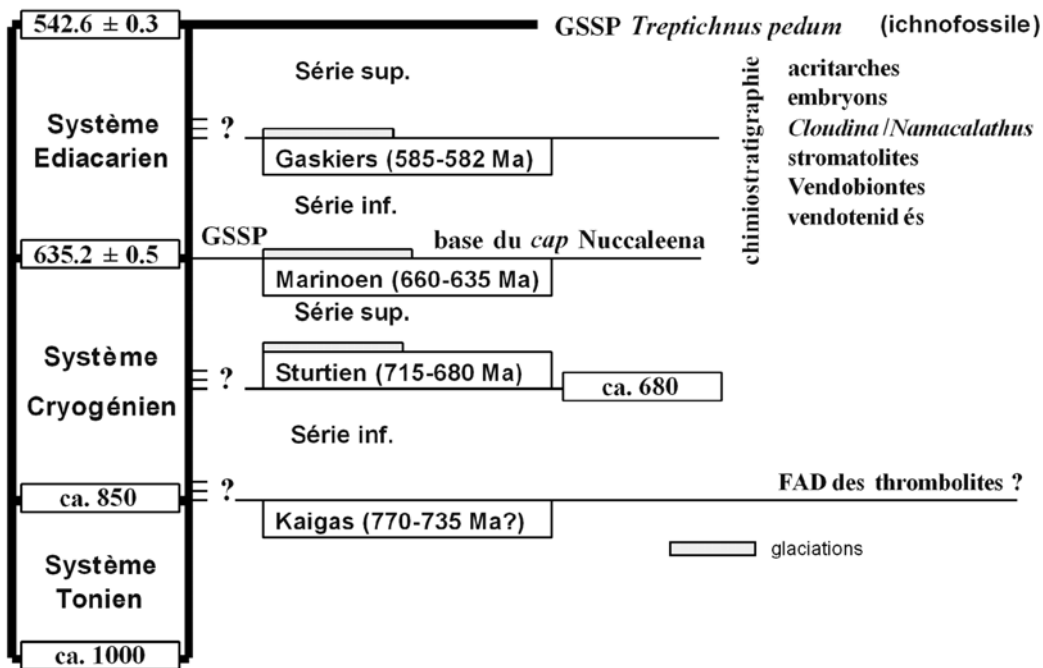 542.6 ± 0.3
GSSP Treptichnus pedum (ichnofossile)
Série sup.
Système
Ediacarien
?
Gaskiers (585-582 Ma)
Série inf.
chimiostratigraphie
acritarches
embryons
Cloudina/Namacalathus
stromatolites
Vendobiontes
vendotenid és
635.2 ± 0.5
GSSP
base du cap Nuccaleena
Marinoen (660-635 Ma)
Série sup.
Système
Cryogénien
?
Sturtien (715-680 Ma)
ca. 680
Série inf.
ca. 850
?
FAD des thrombolites ?
Kaigas (770-735 Ma?)
glaciations
Système
Tonien
ca. 1000